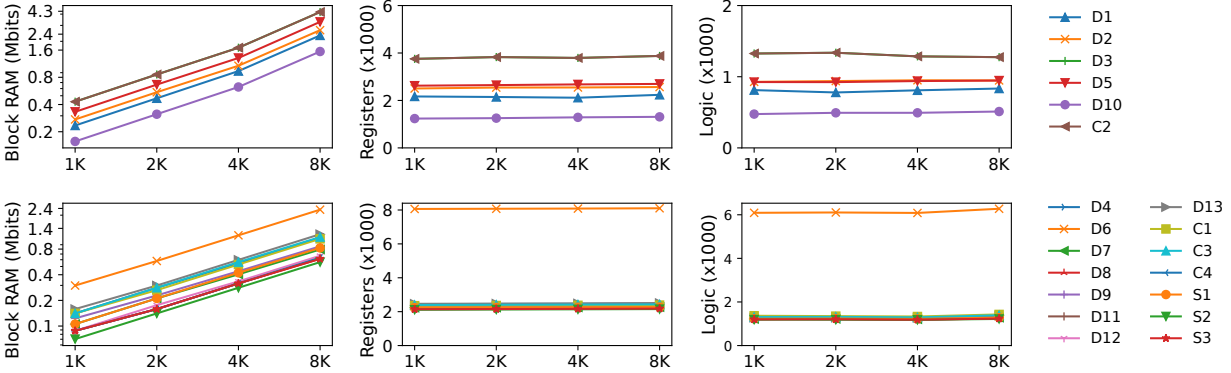 Block RAM (Mbits)
4.3
2.4
1.6
0.8
0.4
0.2
1K 2K 4K 8K
Registers (x1000)
6
4
2
0
1K 2K 4K 8K
Logic (x1000)
2
1
0
1K 2K 4K 8K
D1
D2
D3
D5
D10
C2
Block RAM (Mbits)
2.4
1.4
0.8
0.4
0.2
0.1
1K 2K 4K 8K
Registers (x1000)
8
6
4
2
0
1K 2K 4K 8K
Logic (x1000)
6
4
2
0
1K 2K 4K 8K
D4
D6
D7
D8
D9
D11
D12
D13
C1
C3
C4
S1
S2
S3